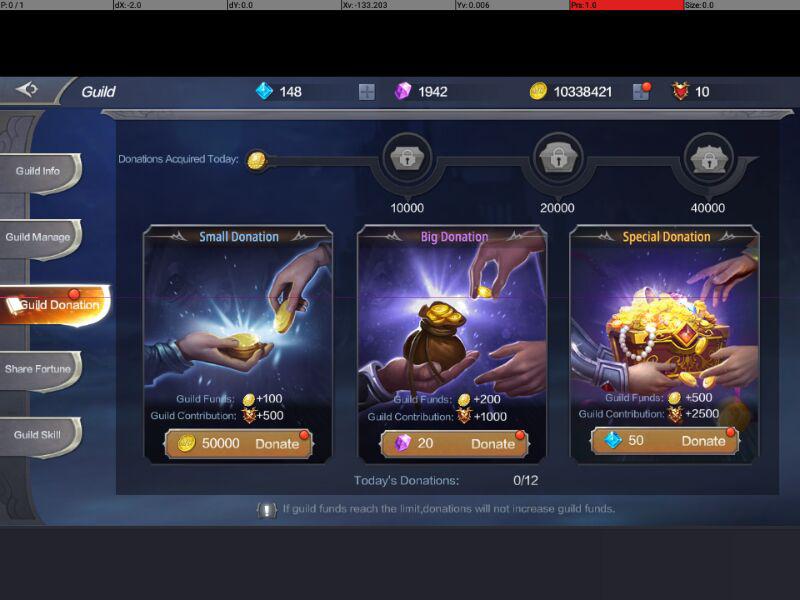 P: 0 / 1 dX: -2.0 dY: 0.0 Xv: -133.203 Yv: 0.006 Prs: 1.0 Size: 0.0
Guild 148 1942 10338421 10
Donations Acquired Today:
10000 20000 40000
Guild Info
Guild Manage
Guild Donation
Share Fortune
Guild Skill
Small Donation
Guild Funds: +100
Guild Contribution: +500
50000 Donate
Big Donation
Guild Funds: +200
Guild Contribution: +1000
20 Donate
Special Donation
Guild Funds: +500
Guild Contribution: +2500
50 Donate
Today's Donations: 0/12
If guild funds reach the limit,donations will not increase guild funds.